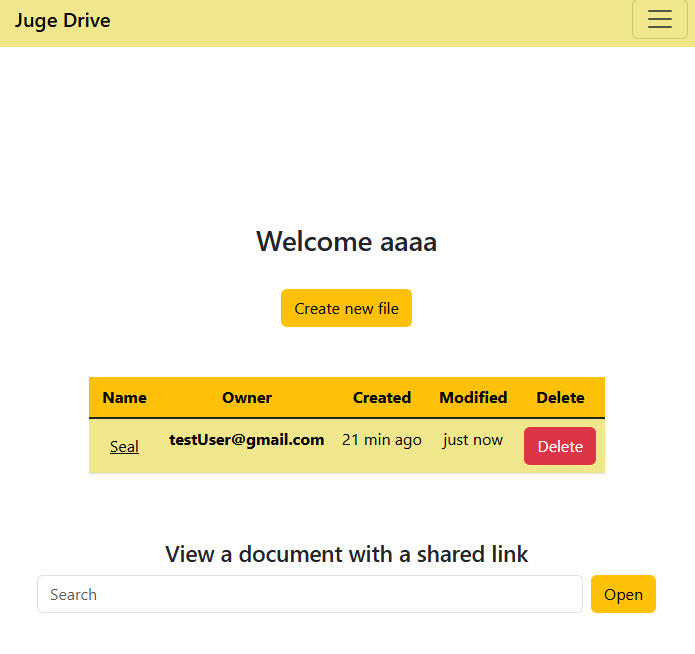 Juge Drive
Welcome aaaa
Create new file
Name Owner Created Modified Delete
Seal testUser@gmail.com 21 min ago just now Delete
View a document with a shared link
Search Open